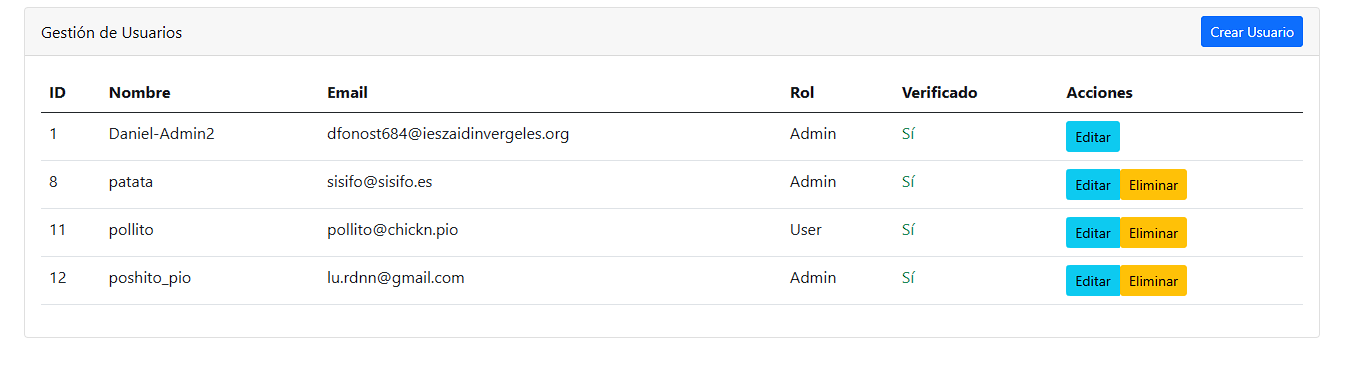 Gestión de Usuarios Crear Usuario
ID Nombre Email Rol Verificado Acciones
1 Daniel-Admin2 dfonost684@ieszaidinvergeles.org Admin Sí Editar
8 patata sisifo@sisifo.es Admin Sí Editar Eliminar
11 pollito pollito@chickn.pio User Sí Editar Eliminar
12 poshito_pio lu.rdnn@gmail.com Admin Sí Editar Eliminar